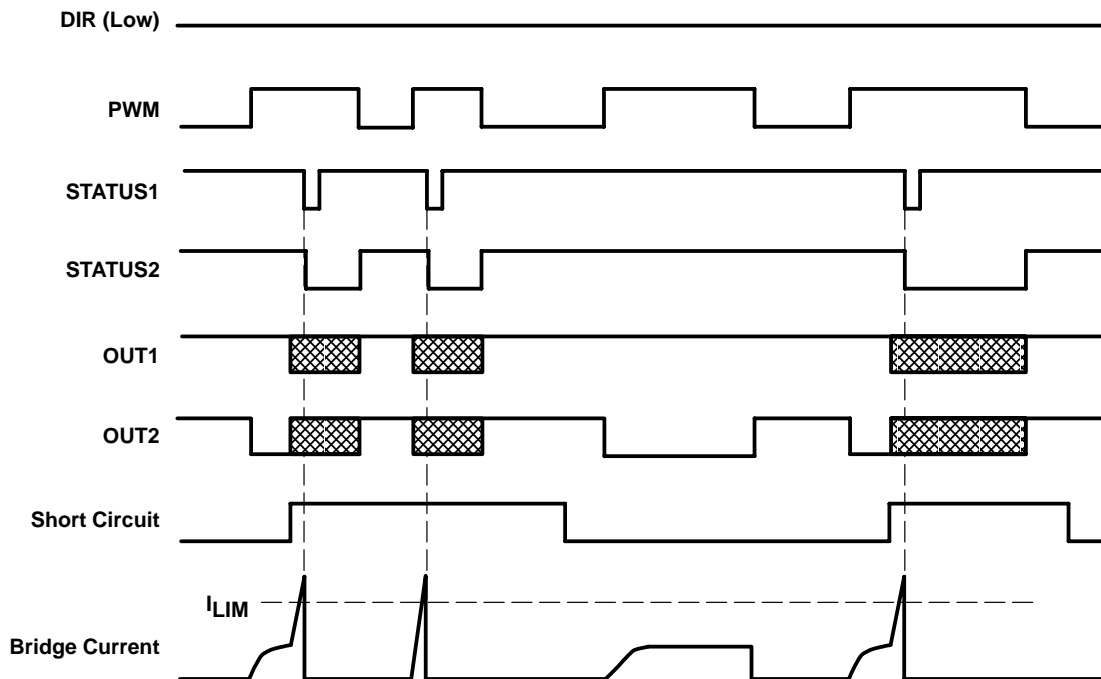 DIR (Low)
PWM
STATUS1
STATUS2
OUT1
OUT2
Short Circuit
ILIM
Bridge Current